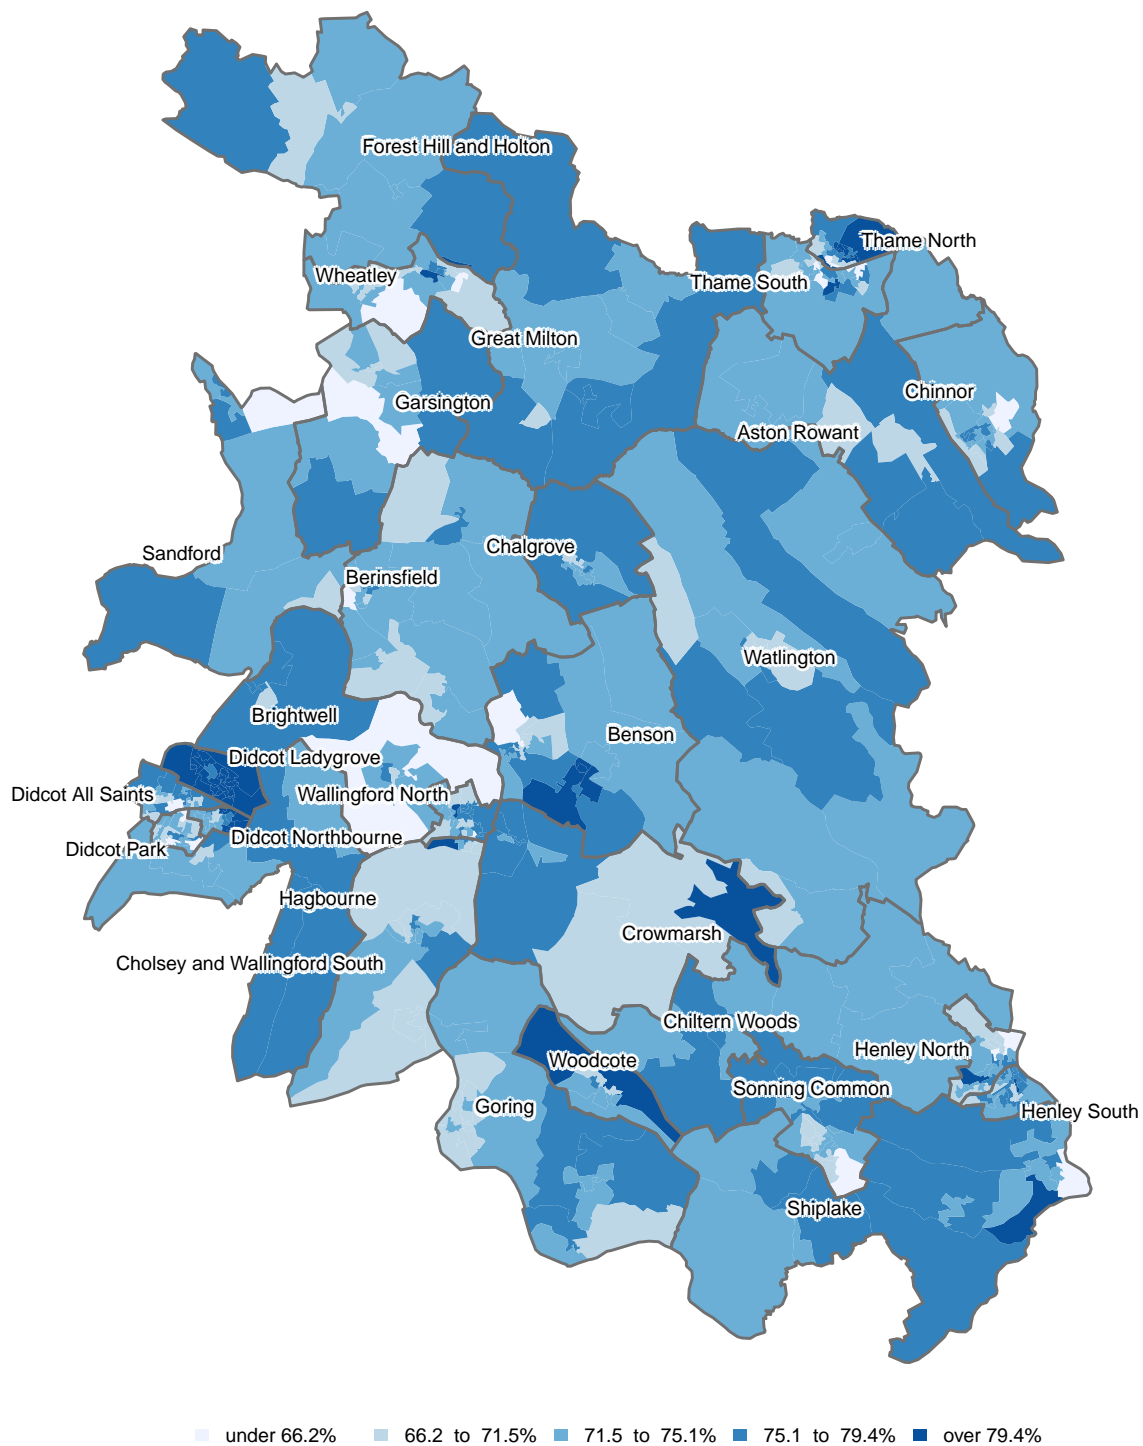 Forest Hill and Holton
Thame North
Wheatley
Thame South
Great Milton
Chinnor
Garsington
Aston Rowant
Chalgrove
Sandford
Berinsfield
Watlington
Brightwell
Benson
Didcot Ladygrove
Didcot All Saints
Wallingford North
Didcot Northbourne
Didcot Park
Hagbourne
Crowmarsh
Cholsey and Wallingford South
Chiltern Woods
Henley North
Woodcote
Sonning Common
Goring
Henley South
Shiplake
under 66.2% 66.2 to 71.5% 71.5 to 75.1% 75.1 to 79.4% over 79.4%